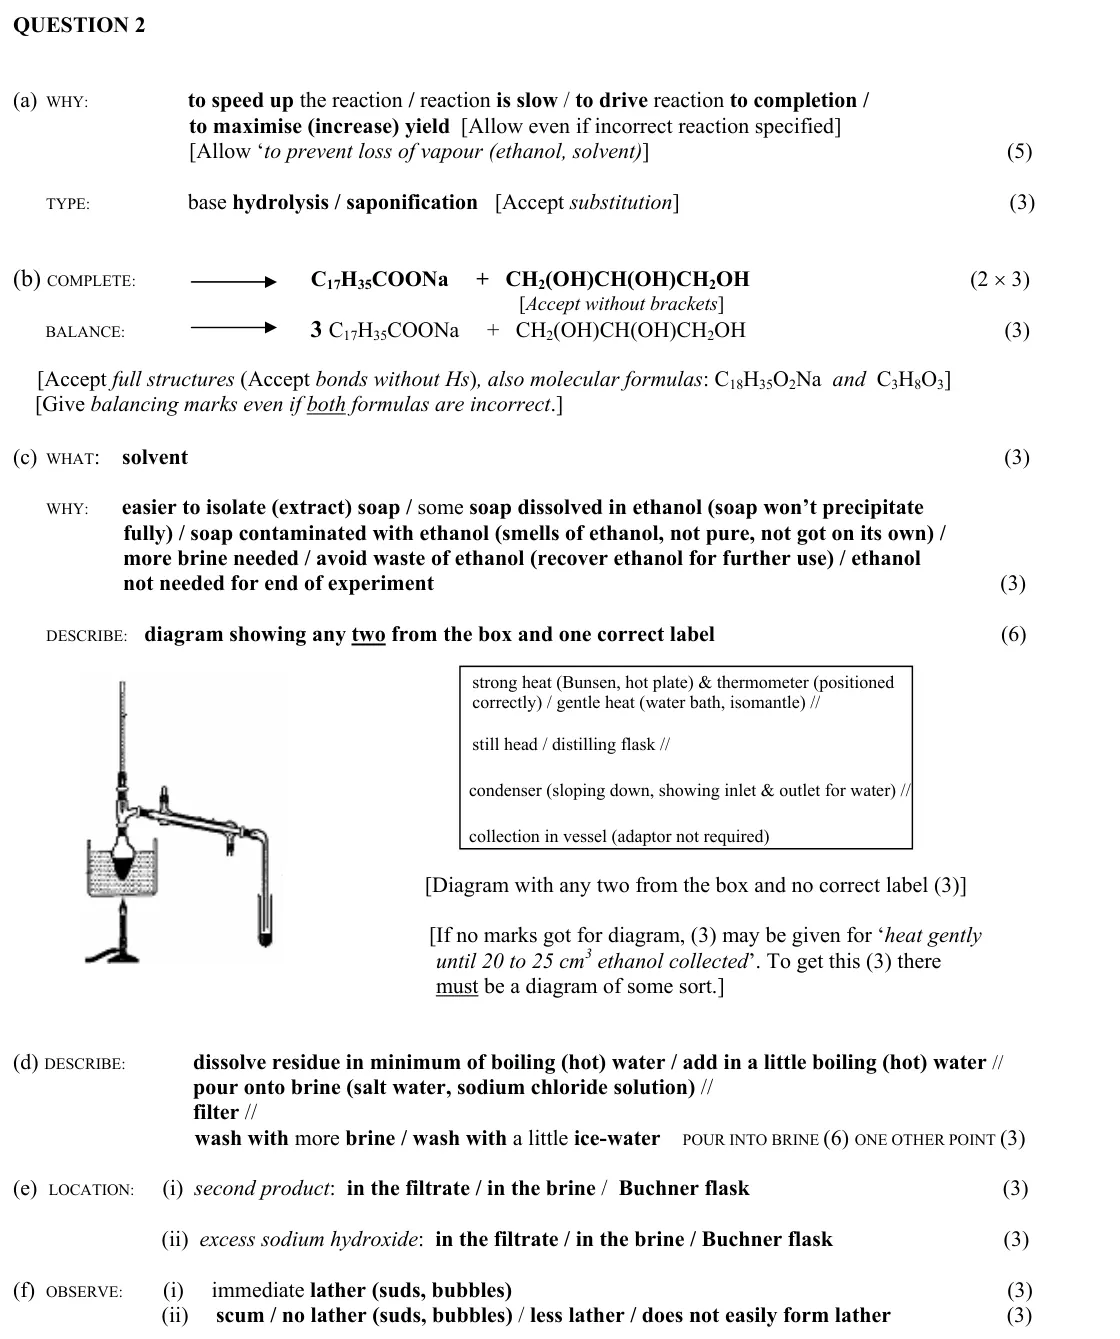 QUESTION 2
(a) WHY: to speed up the reaction / reaction is slow / to drive reaction to completion /
to maximise (increase) yield [Allow even if incorrect reaction specified]
[Allow ‘to prevent loss of vapour (ethanol, solvent)] (5)
TYPE: base hydrolysis / saponification [Accept substitution] (3)
(b) COMPLETE: → C₁₇H₃₅COONa + CH₂(OH)CH(OH)CH₂OH (2 × 3)
[Accept without brackets]
BALANCE: → 3 C₁₇H₃₅COONa + CH₂(OH)CH(OH)CH₂OH (3)
[Accept full structures (Accept bonds without Hs), also molecular formulas: C₁₈H₃₅O₂Na and C₃H₈O₃]
[Give balancing marks even if both formulas are incorrect.]
(c) WHAT: solvent (3)
WHY: easier to isolate (extract) soap / some soap dissolved in ethanol (soap won’t precipitate
fully) / soap contaminated with ethanol (smells of ethanol, not pure, not got on its own) /
more brine needed / avoid waste of ethanol (recover ethanol for further use) / ethanol
not needed for end of experiment (3)
DESCRIBE: diagram showing any two from the box and one correct label (6)
strong heat (Bunsen, hot plate) & thermometer (positioned
correctly) / gentle heat (water bath, isomantle) //
still head / distilling flask //
condenser (sloping down, showing inlet & outlet for water) //
collection in vessel (adaptor not required)
[Diagram with any two from the box and no correct label (3)]
[If no marks got for diagram, (3) may be given for ‘heat gently
until 20 to 25 cm³ ethanol collected’. To get this (3) there
must be a diagram of some sort.]
(d) DESCRIBE: dissolve residue in minimum of boiling (hot) water / add in a little boiling (hot) water //
pour onto brine (salt water, sodium chloride solution) //
filter //
wash with more brine / wash with a little ice-water POUR INTO BRINE (6) ONE OTHER POINT (3)
(e) LOCATION: (i) second product: in the filtrate / in the brine / Buchner flask (3)
(ii) excess sodium hydroxide: in the filtrate / in the brine / Buchner flask (3)
(f) OBSERVE: (i) immediate lather (suds, bubbles) (3)
(ii) scum / no lather (suds, bubbles) / less lather / does not easily form lather (3)